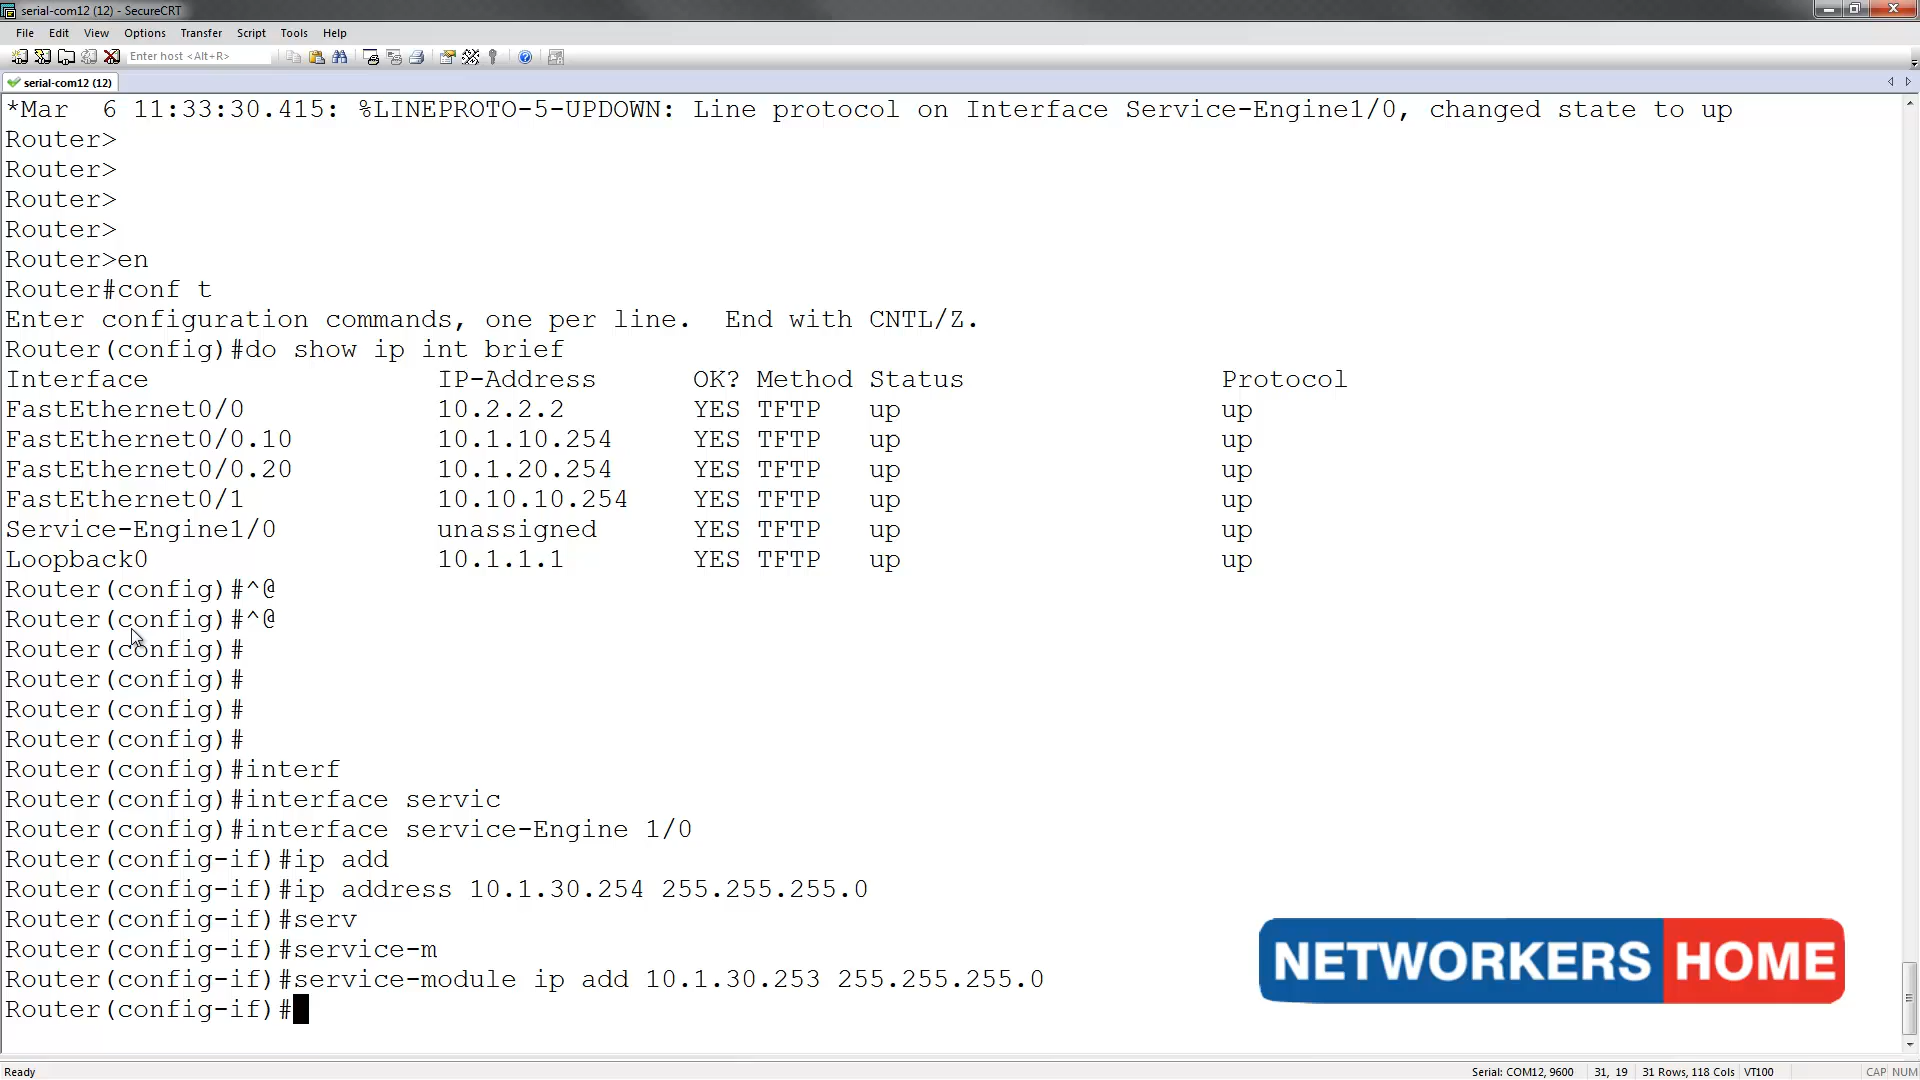 serial-com12 (12) - SecureCRT
File Edit View Options Transfer Script Tools Help
Enter host <Alt+R>
serial-com12 (12)
*Mar  6 11:33:30.415: %LINEPROTO-5-UPDOWN: Line protocol on Interface Service-Engine1/0, changed state to up
Router>
Router>
Router>
Router>
Router>en
Router#conf t
Enter configuration commands, one per line.  End with CNTL/Z.
Router(config)#do show ip int brief
Interface                  IP-Address      OK? Method Status                Protocol
FastEthernet0/0            10.2.2.2        YES TFTP   up                    up
FastEthernet0/0.10         10.1.10.254     YES TFTP   up                    up
FastEthernet0/0.20         10.1.20.254     YES TFTP   up                    up
FastEthernet0/1            10.10.10.254    YES TFTP   up                    up
Service-Engine1/0          unassigned      YES TFTP   up                    up
Loopback0                  10.1.1.1        YES TFTP   up                    up
Router(config)#^@
Router(config)#^@
Router(config)#
Router(config)#
Router(config)#
Router(config)#
Router(config)#interf
Router(config)#interface servic
Router(config)#interface service-Engine 1/0
Router(config-if)#ip add
Router(config-if)#ip address 10.1.30.254 255.255.255.0
Router(config-if)#serv
Router(config-if)#service-m
Router(config-if)#service-module ip add 10.1.30.253 255.255.255.0
Router(config-if)#
NETWORKERS HOME
Ready Serial: COM12, 9600 31, 19 31 Rows, 118 Cols VT100 CAP NUM